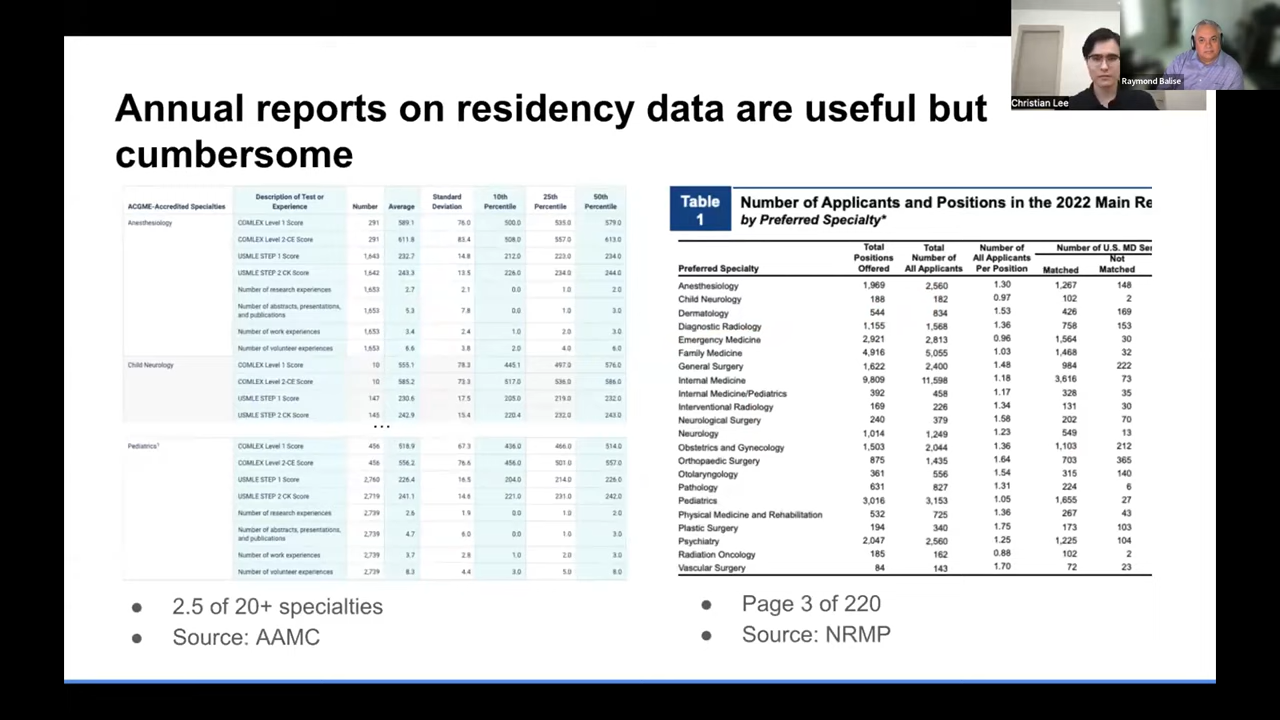 Annual reports on residency data are useful but
cumbersome
Christian Lee
Raymond Balise
ACGME-Accredited Specialties Description of Test or Experience Number Average Standard Deviation 10th Percentile 25th Percentile 50th Percentile
Anesthesiology COMLEX Level 1 Score 291 589.1 76.0 500.0 535.0 579.0
COMLEX Level 2-CE Score 291 611.8 83.4 508.0 557.0 613.0
USMLE STEP 1 Score 1,643 232.7 14.8 212.0 223.0 234.0
USMLE STEP 2 CK Score 1,642 243.3 13.5 226.0 234.0 244.0
Number of research experiences 1,653 2.7 2.1 0.0 1.0 2.0
Number of abstracts, presentations, and publications 1,653 5.3 7.8 0.0 1.0 3.0
Number of work experiences 1,653 3.4 2.4 1.0 2.0 3.0
Number of volunteer experiences 1,653 6.6 3.8 2.0 4.0 6.0
Child Neurology COMLEX Level 1 Score 10 555.1 78.3 445.1 497.0 576.0
COMLEX Level 2-CE Score 10 585.2 73.3 517.0 536.0 586.0
USMLE STEP 1 Score 147 230.6 17.5 205.0 219.0 232.0
USMLE STEP 2 CK Score 145 242.9 15.4 220.4 232.0 243.0
...
Pediatrics¹ COMLEX Level 1 Score 456 518.9 67.3 436.0 466.0 514.0
COMLEX Level 2-CE Score 456 556.2 76.6 456.0 501.0 557.0
USMLE STEP 1 Score 2,760 226.4 16.5 204.0 214.0 226.0
USMLE STEP 2 CK Score 2,719 241.1 14.6 221.0 231.0 242.0
Number of research experiences 2,739 2.6 1.9 0.0 1.0 2.0
Number of abstracts, presentations, and publications 2,739 4.7 6.0 0.0 1.0 3.0
Number of work experiences 2,739 3.7 2.8 1.0 2.0 3.0
Number of volunteer experiences 2,739 8.3 4.4 3.0 5.0 8.0
● 2.5 of 20+ specialties
● Source: AAMC
Table 1
Number of Applicants and Positions in the 2022 Main Re
by Preferred Specialty*
Preferred Specialty Total Positions Offered Total Number of All Applicants Number of All Applicants Per Position Number of U.S. MD Ser Matched Not Matched
Anesthesiology 1,969 2,560 1.30 1,267 148
Child Neurology 188 182 0.97 102 2
Dermatology 544 834 1.53 426 169
Diagnostic Radiology 1,155 1,568 1.36 758 153
Emergency Medicine 2,921 2,813 0.96 1,564 30
Family Medicine 4,916 5,055 1.03 1,468 32
General Surgery 1,622 2,400 1.48 984 222
Internal Medicine 9,809 11,598 1.18 3,616 73
Internal Medicine/Pediatrics 392 458 1.17 328 35
Interventional Radiology 169 226 1.34 131 30
Neurological Surgery 240 379 1.58 202 70
Neurology 1,014 1,249 1.23 549 13
Obstetrics and Gynecology 1,503 2,044 1.36 1,103 212
Orthopaedic Surgery 875 1,435 1.64 703 365
Otolaryngology 361 556 1.54 315 140
Pathology 631 827 1.31 224 6
Pediatrics 3,016 3,153 1.05 1,655 27
Physical Medicine and Rehabilitation 532 725 1.36 267 43
Plastic Surgery 194 340 1.75 173 103
Psychiatry 2,047 2,560 1.25 1,225 104
Radiation Oncology 185 162 0.88 102 2
Vascular Surgery 84 143 1.70 72 23
● Page 3 of 220
● Source: NRMP